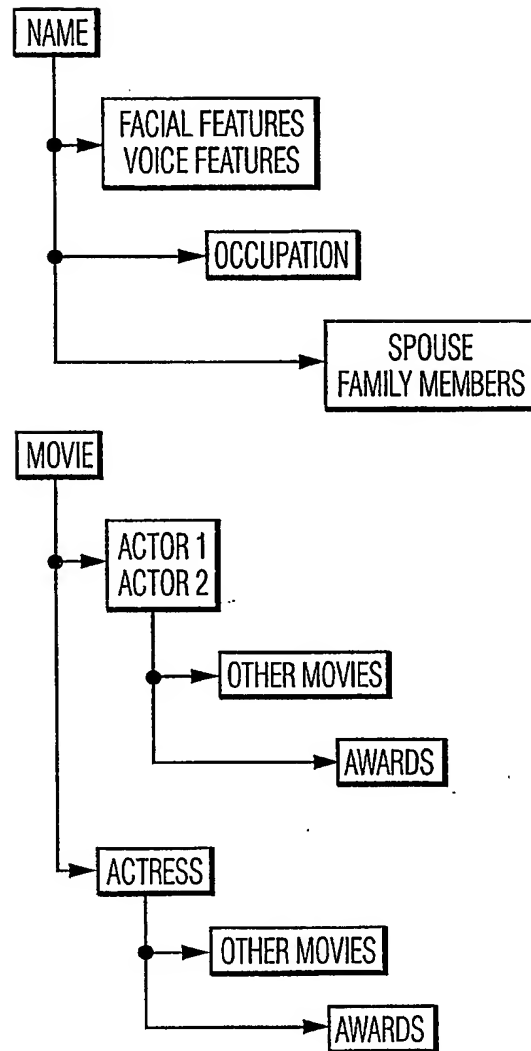 NAME
FACIAL FEATURES
VOICE FEATURES
OCCUPATION
SPOUSE
FAMILY MEMBERS
MOVIE
ACTOR 1
ACTOR 2
OTHER MOVIES
AWARDS
ACTRESS
OTHER MOVIES
AWARDS